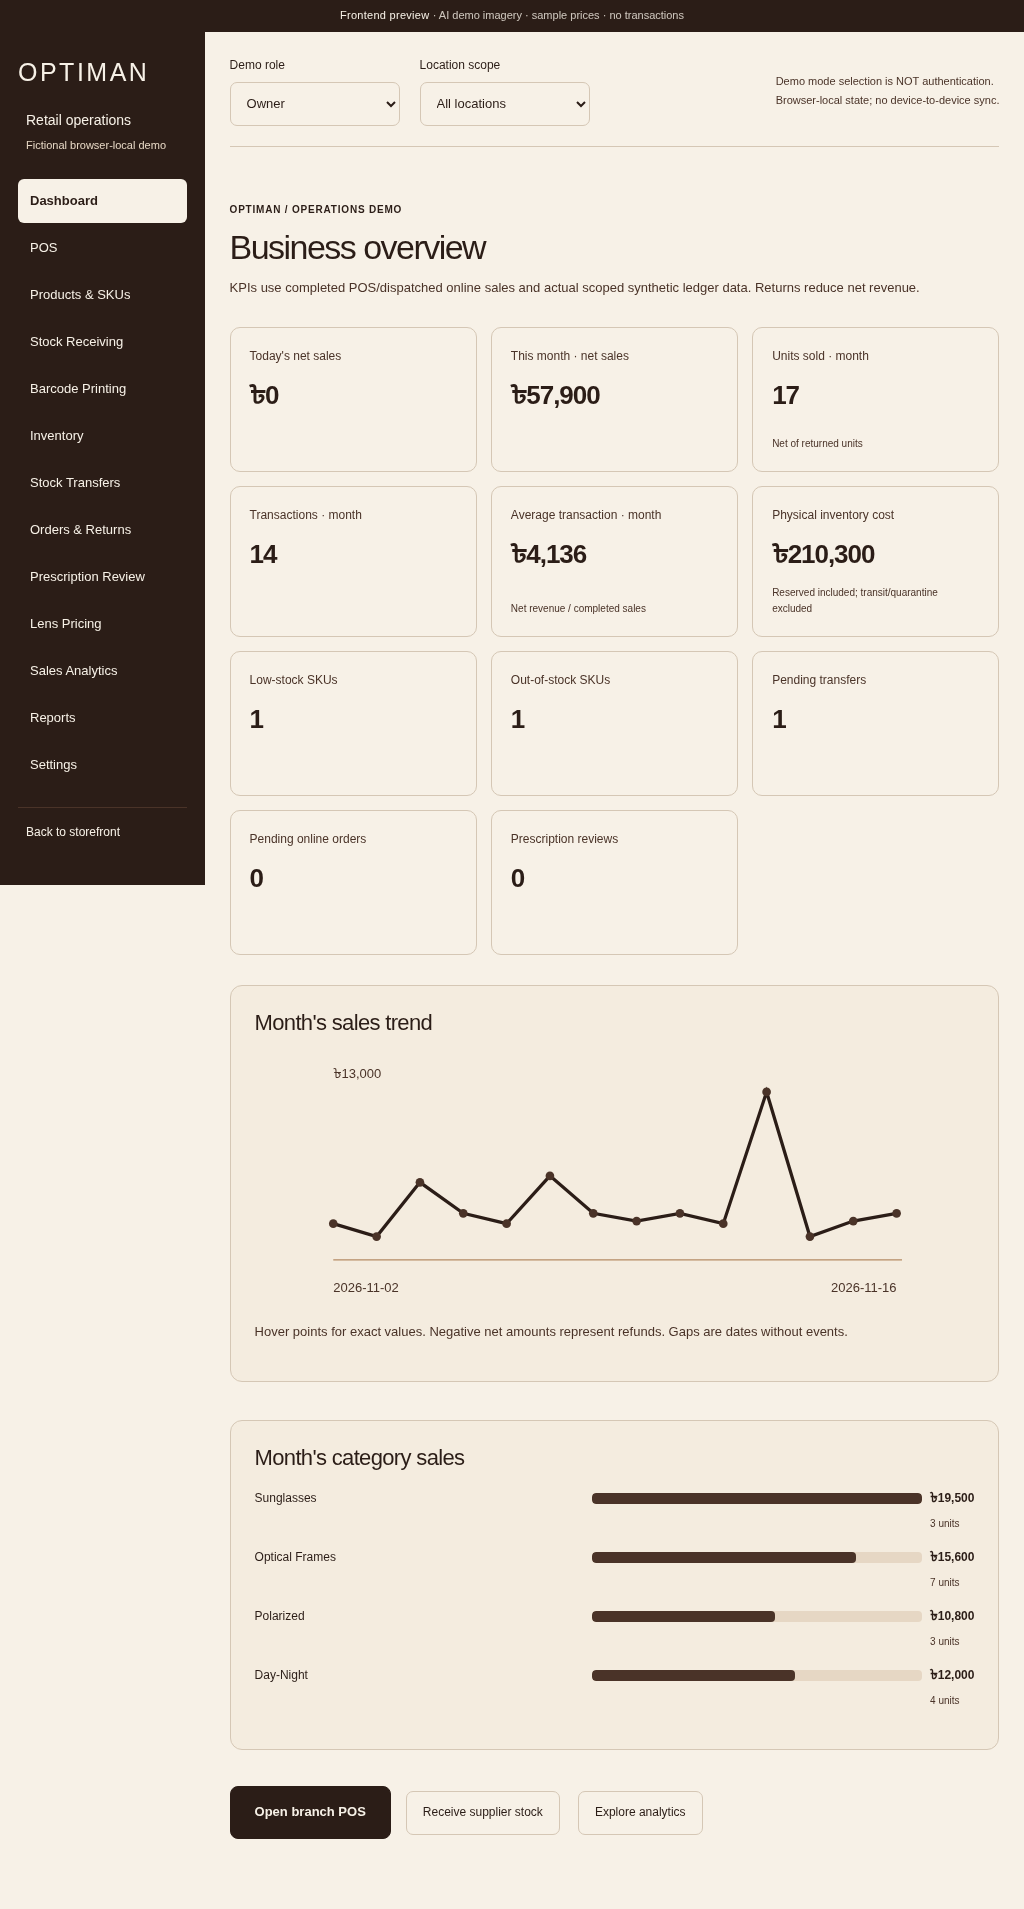 Frontend preview · AI demo imagery · sample prices · no transactions
OPTIMAN
Retail operations
Fictional browser-local demo
Dashboard
POS
Products & SKUs
Stock Receiving
Barcode Printing
Inventory
Stock Transfers
Orders & Returns
Prescription Review
Lens Pricing
Sales Analytics
Reports
Settings
Back to storefront
Demo role
Owner
Location scope
All locations
Demo mode selection is NOT authentication.
Browser-local state; no device-to-device sync.
OPTIMAN / OPERATIONS DEMO
Business overview
KPIs use completed POS/dispatched online sales and actual scoped synthetic ledger data. Returns reduce net revenue.
Today's net sales
৳0
This month · net sales
৳57,900
Units sold · month
17
Net of returned units
Transactions · month
14
Average transaction · month
৳4,136
Net revenue / completed sales
Physical inventory cost
৳210,300
Reserved included; transit/quarantine
excluded
Low-stock SKUs
1
Out-of-stock SKUs
1
Pending transfers
1
Pending online orders
0
Prescription reviews
0
Month's sales trend
৳13,000
2026-11-02
2026-11-16
Hover points for exact values. Negative net amounts represent refunds. Gaps are dates without events.
Month's category sales
Sunglasses
৳19,500
3 units
Optical Frames
৳15,600
7 units
Polarized
৳10,800
3 units
Day-Night
৳12,000
4 units
Open branch POS
Receive supplier stock
Explore analytics